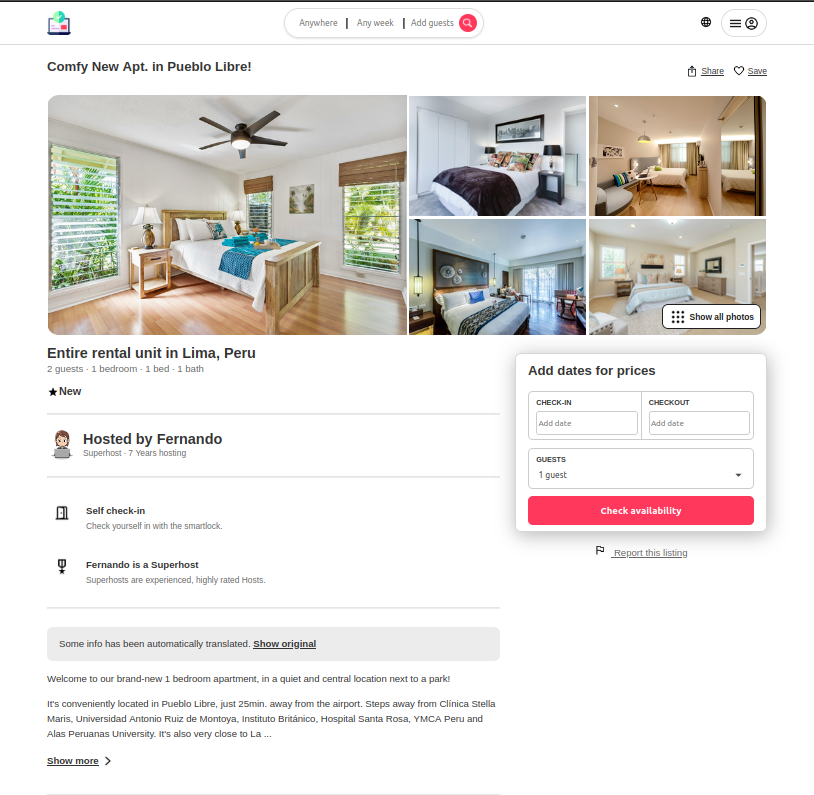 Anywhere | Any week | Add guests
Comfy New Apt. in Pueblo Libre!
Share Save
Show all photos
Entire rental unit in Lima, Peru
2 guests · 1 bedroom · 1 bed · 1 bath
New
Hosted by Fernando
Superhost · 7 Years hosting
Self check-in
Check yourself in with the smartlock.
Fernando is a Superhost
Superhosts are experienced, highly rated Hosts.
Some info has been automatically translated. Show original
Welcome to our brand-new 1 bedroom apartment, in a quiet and central location next to a park!
It's conveniently located in Pueblo Libre, just 25min. away from the airport. Steps away from Clínica Stella
Maris, Universidad Antonio Ruiz de Montoya, Instituto Británico, Hospital Santa Rosa, YMCA Peru and
Alas Peruanas University. It's also very close to La ...
Show more
Add dates for prices
CHECK-IN CHECKOUT
Add date Add date
GUESTS
1 guest
Check availability
Report this listing